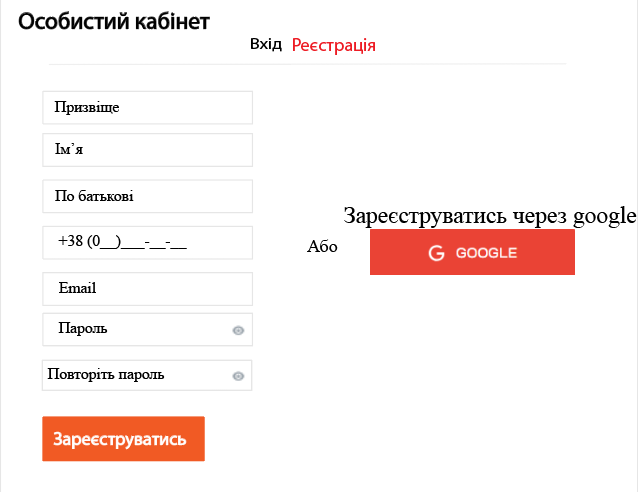 Особистий кабінет
Вхід Реєстрація
Призвіще
Ім’я
По батькові
+38 (0__)___-__-__
Email
Пароль
Повторіть пароль
Зареєструватись
Або
Зареєструватись через google
G GOOGLE